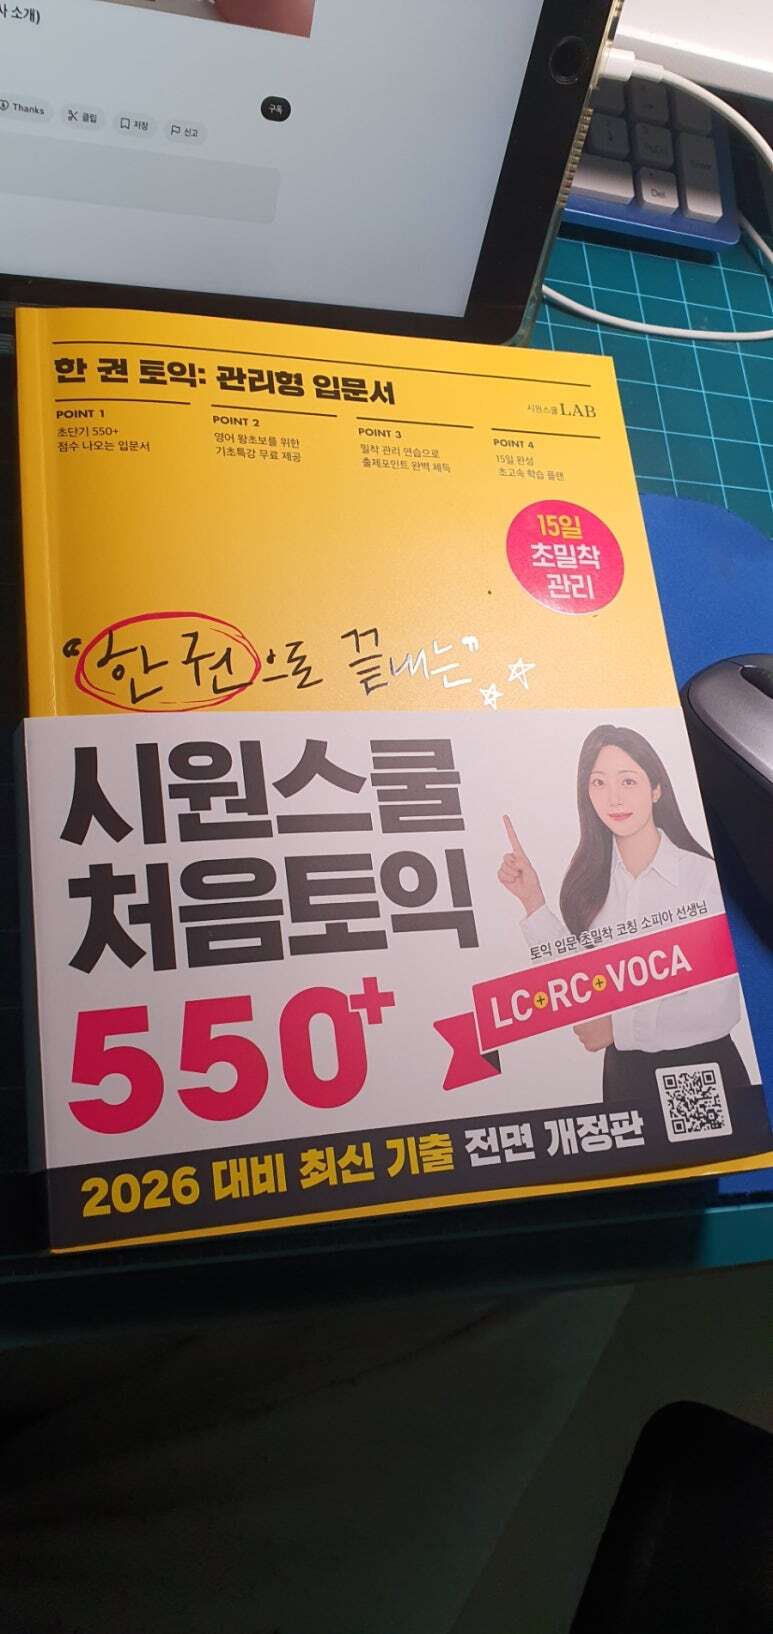 사 소개)
Thanks
클립
저장
신고
구독
Del
한 권 토익: 관리형 입문서
시원스쿨 LAB
POINT 1
초단기 550+
점수 나오는 입문서
POINT 2
영어 왕초보를 위한
기초특강 무료 제공
POINT 3
밀착 관리 연습으로
출제포인트 완벽 체득
POINT 4
15일 완성
초고속 학습 플랜
15일
초밀착
관리
"한 권으로 끝내는"
시원스쿨
처음토익
550+
토익 입문 초밀착 코칭 소피아 선생님
LC+RC+VOCA
2026 대비 최신 기출 전면 개정판